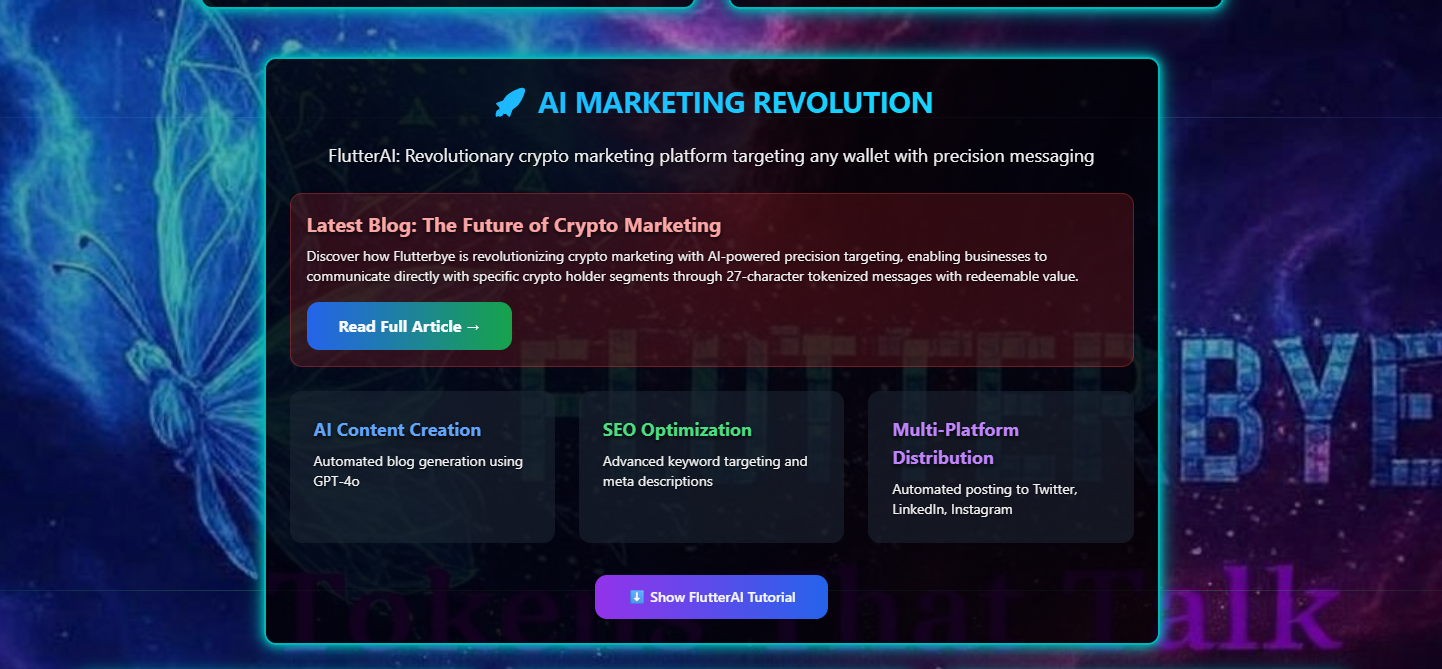 AI MARKETING REVOLUTION
FlutterAI: Revolutionary crypto marketing platform targeting any wallet with precision messaging
Latest Blog: The Future of Crypto Marketing
Discover how Flutterbye is revolutionizing crypto marketing with AI-powered precision targeting, enabling businesses to
communicate directly with specific crypto holder segments through 27-character tokenized messages with redeemable value.
Read Full Article →
AI Content Creation
Automated blog generation using
GPT-4o
SEO Optimization
Advanced keyword targeting and
meta descriptions
Multi-Platform
Distribution
Automated posting to Twitter,
LinkedIn, Instagram
⬇️ Show FlutterAI Tutorial
FLUTTERBYE
Tokens That Talk